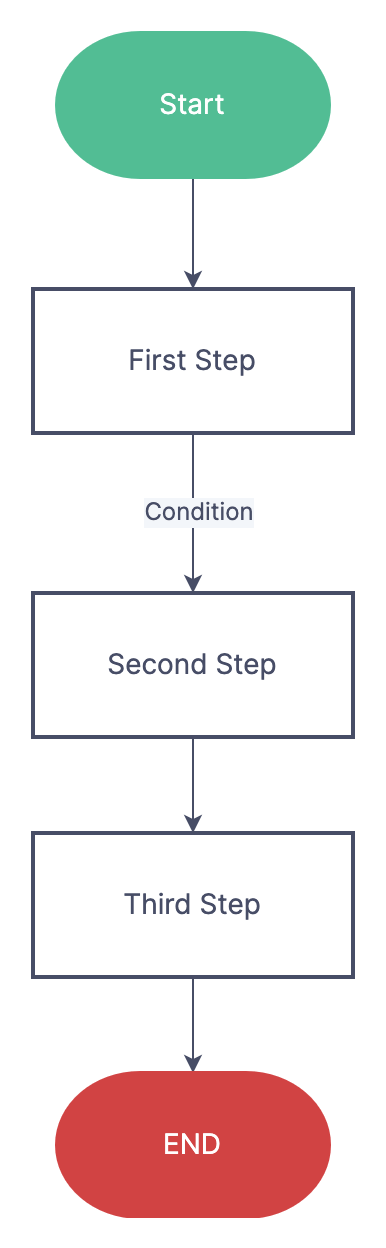 Start
First Step
Condition
Second Step
Third Step
END